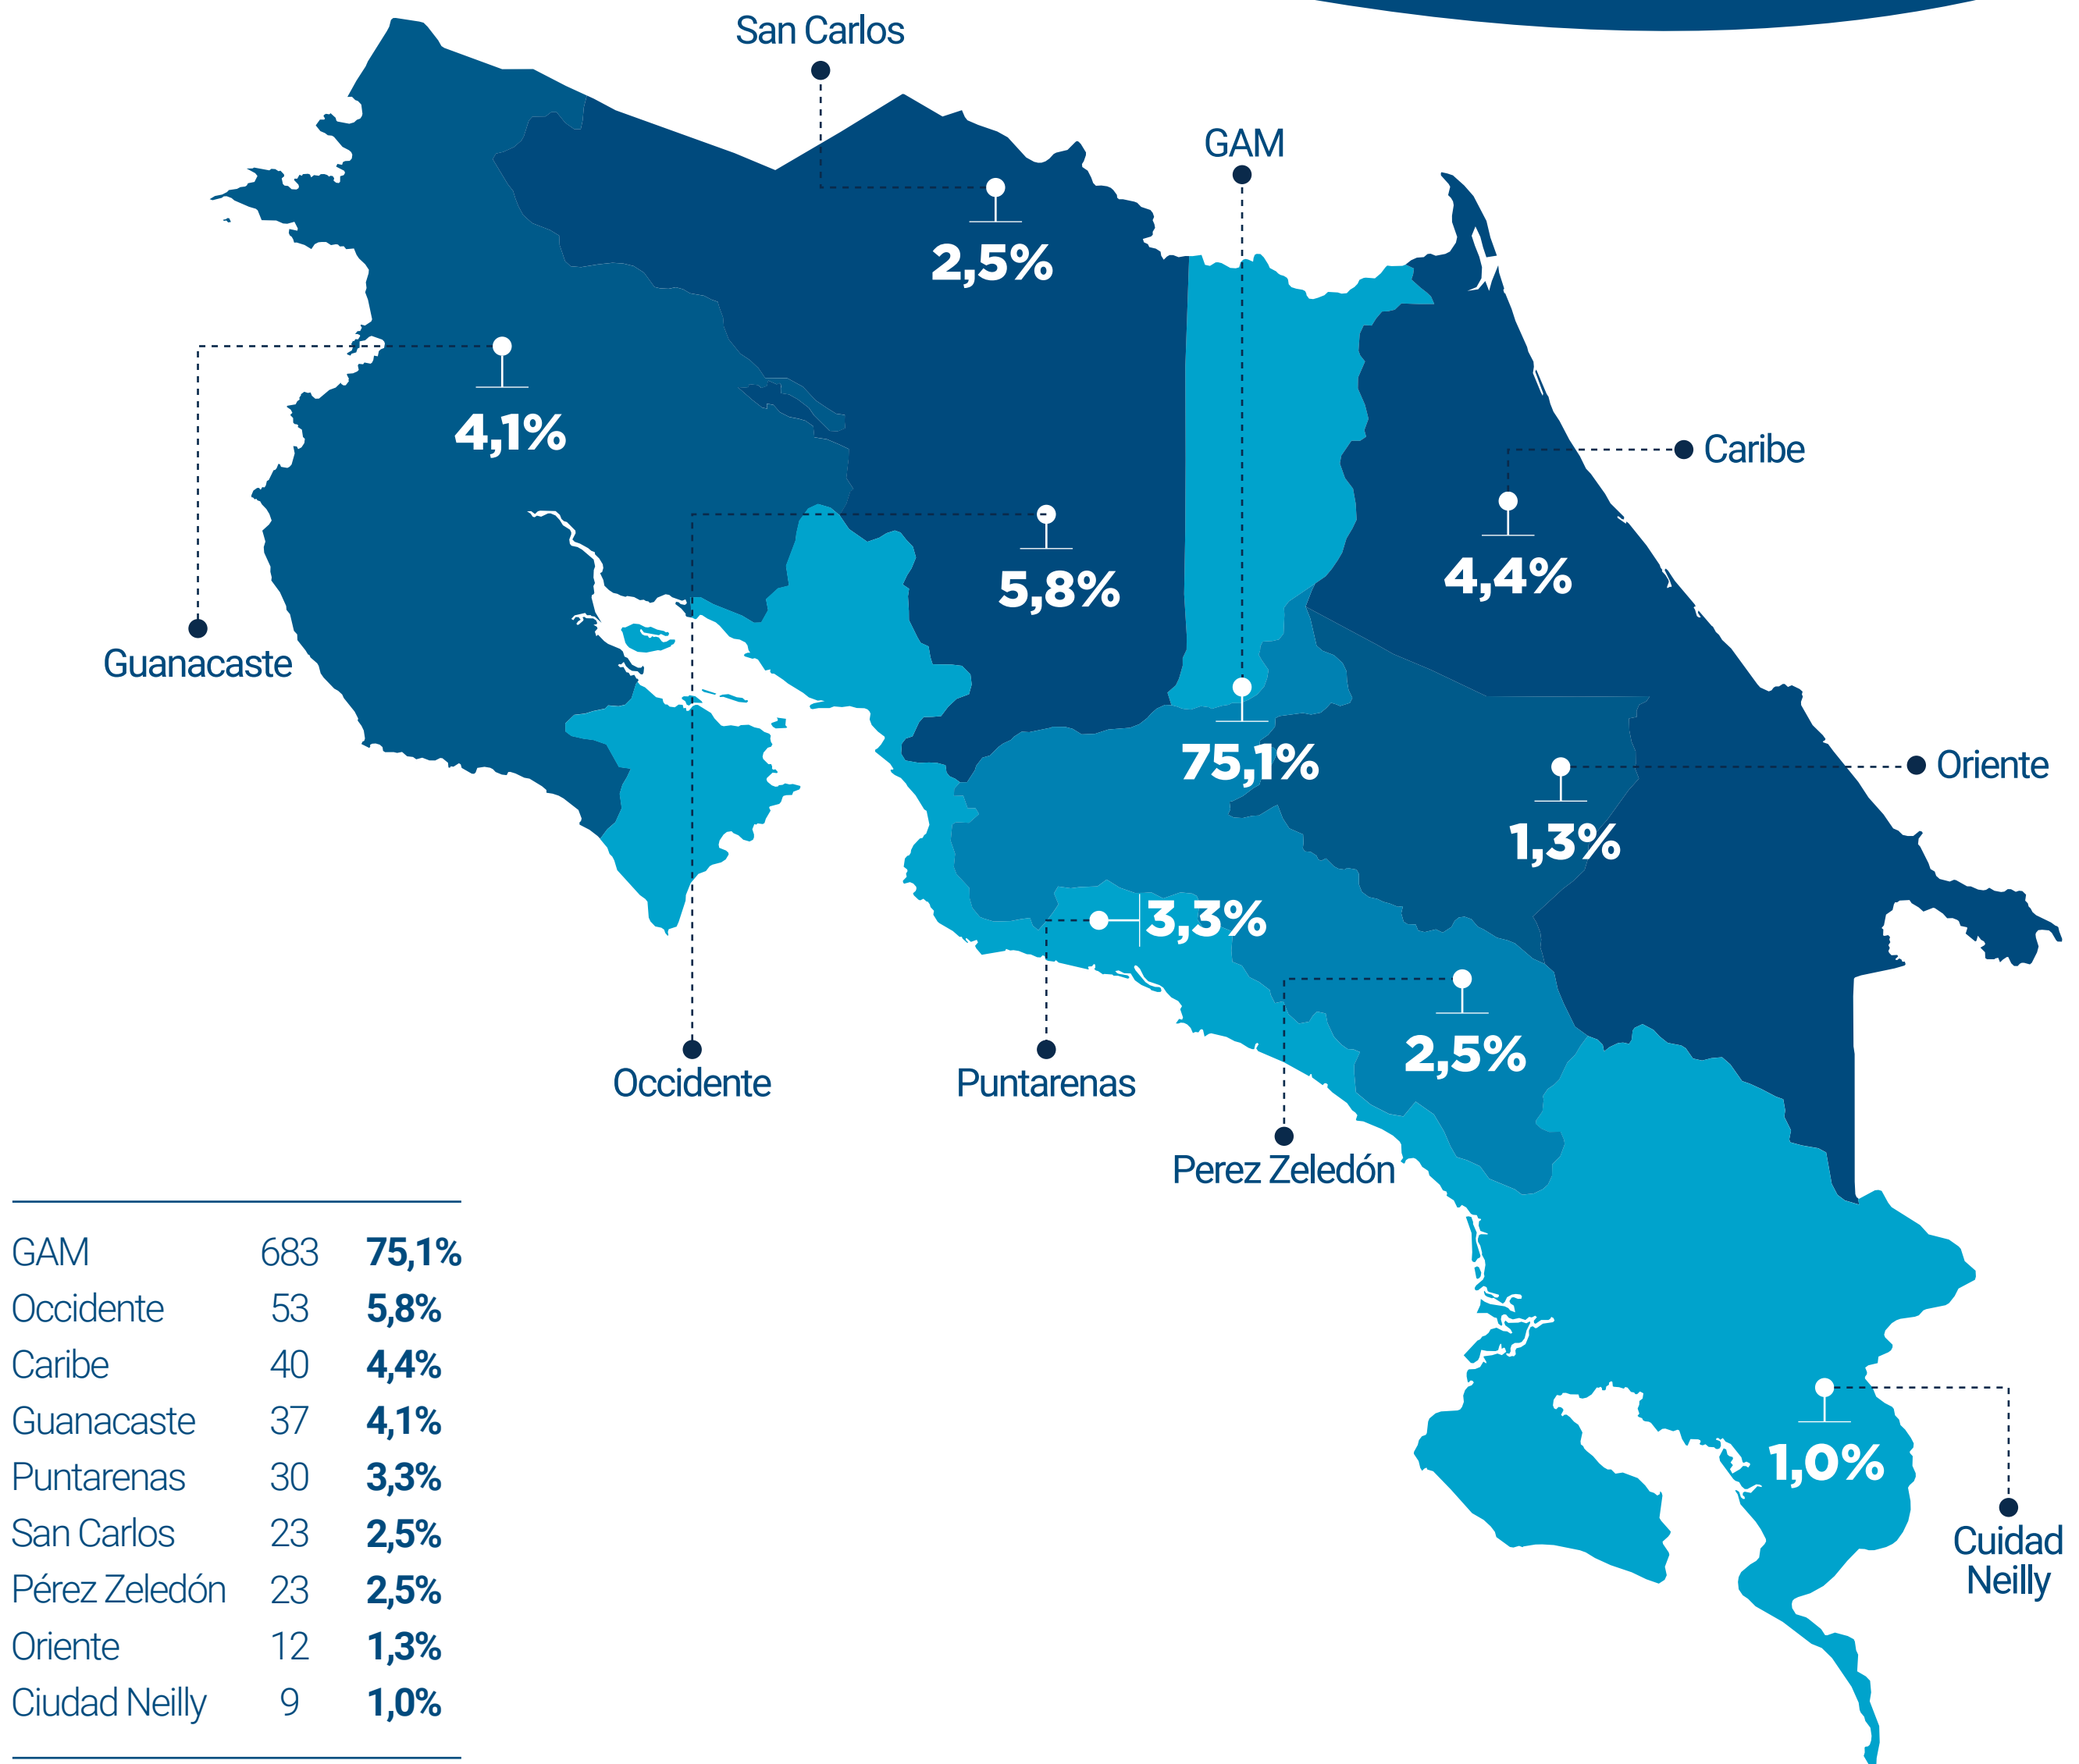 San Carlos
GAM
2,5%
4,1%
Caribe
5,8%
4,4%
Guanacaste
75,1%
Oriente
1,3%
3,3%
2,5%
Occidente
Puntarenas
Perez Zeledón
1,0%
Cuidad
Neilly
GAM 683 75,1%
Occidente 53 5,8%
Caribe 40 4,4%
Guanacaste 37 4,1%
Puntarenas 30 3,3%
San Carlos 23 2,5%
Pérez Zeledón 23 2,5%
Oriente 12 1,3%
Ciudad Neilly 9 1,0%